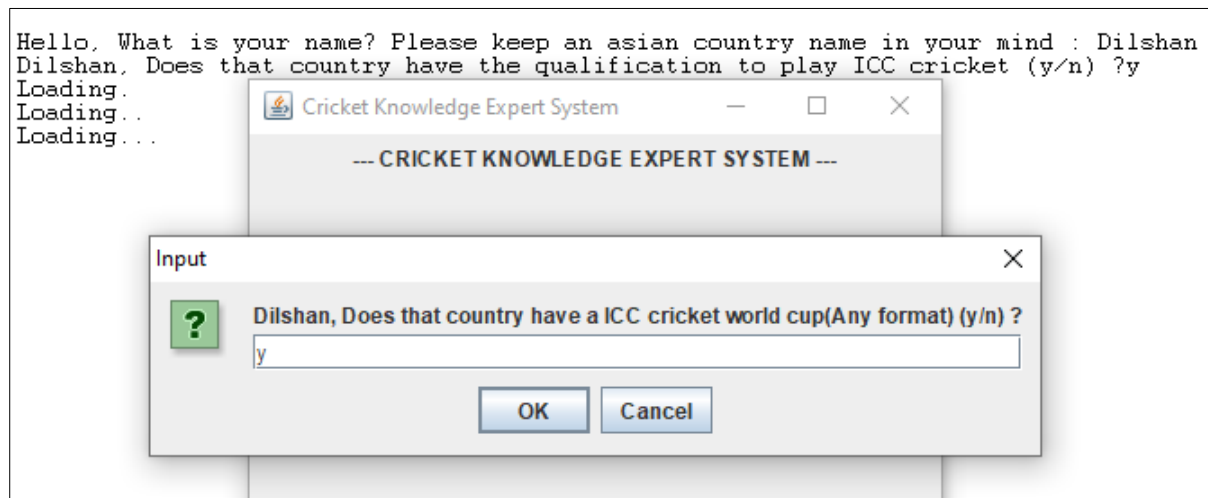 Hello, What is your name? Please keep an asian country name in your mind : Dilshan
Dilshan, Does that country have the qualification to play ICC cricket (y/n) ?y
Loading.
Loading..
Loading...
Cricket Knowledge Expert System
--- CRICKET KNOWLEDGE EXPERT SYSTEM ---
Input
?
Dilshan, Does that country have a ICC cricket world cup(Any format) (y/n) ?
y
OK
Cancel